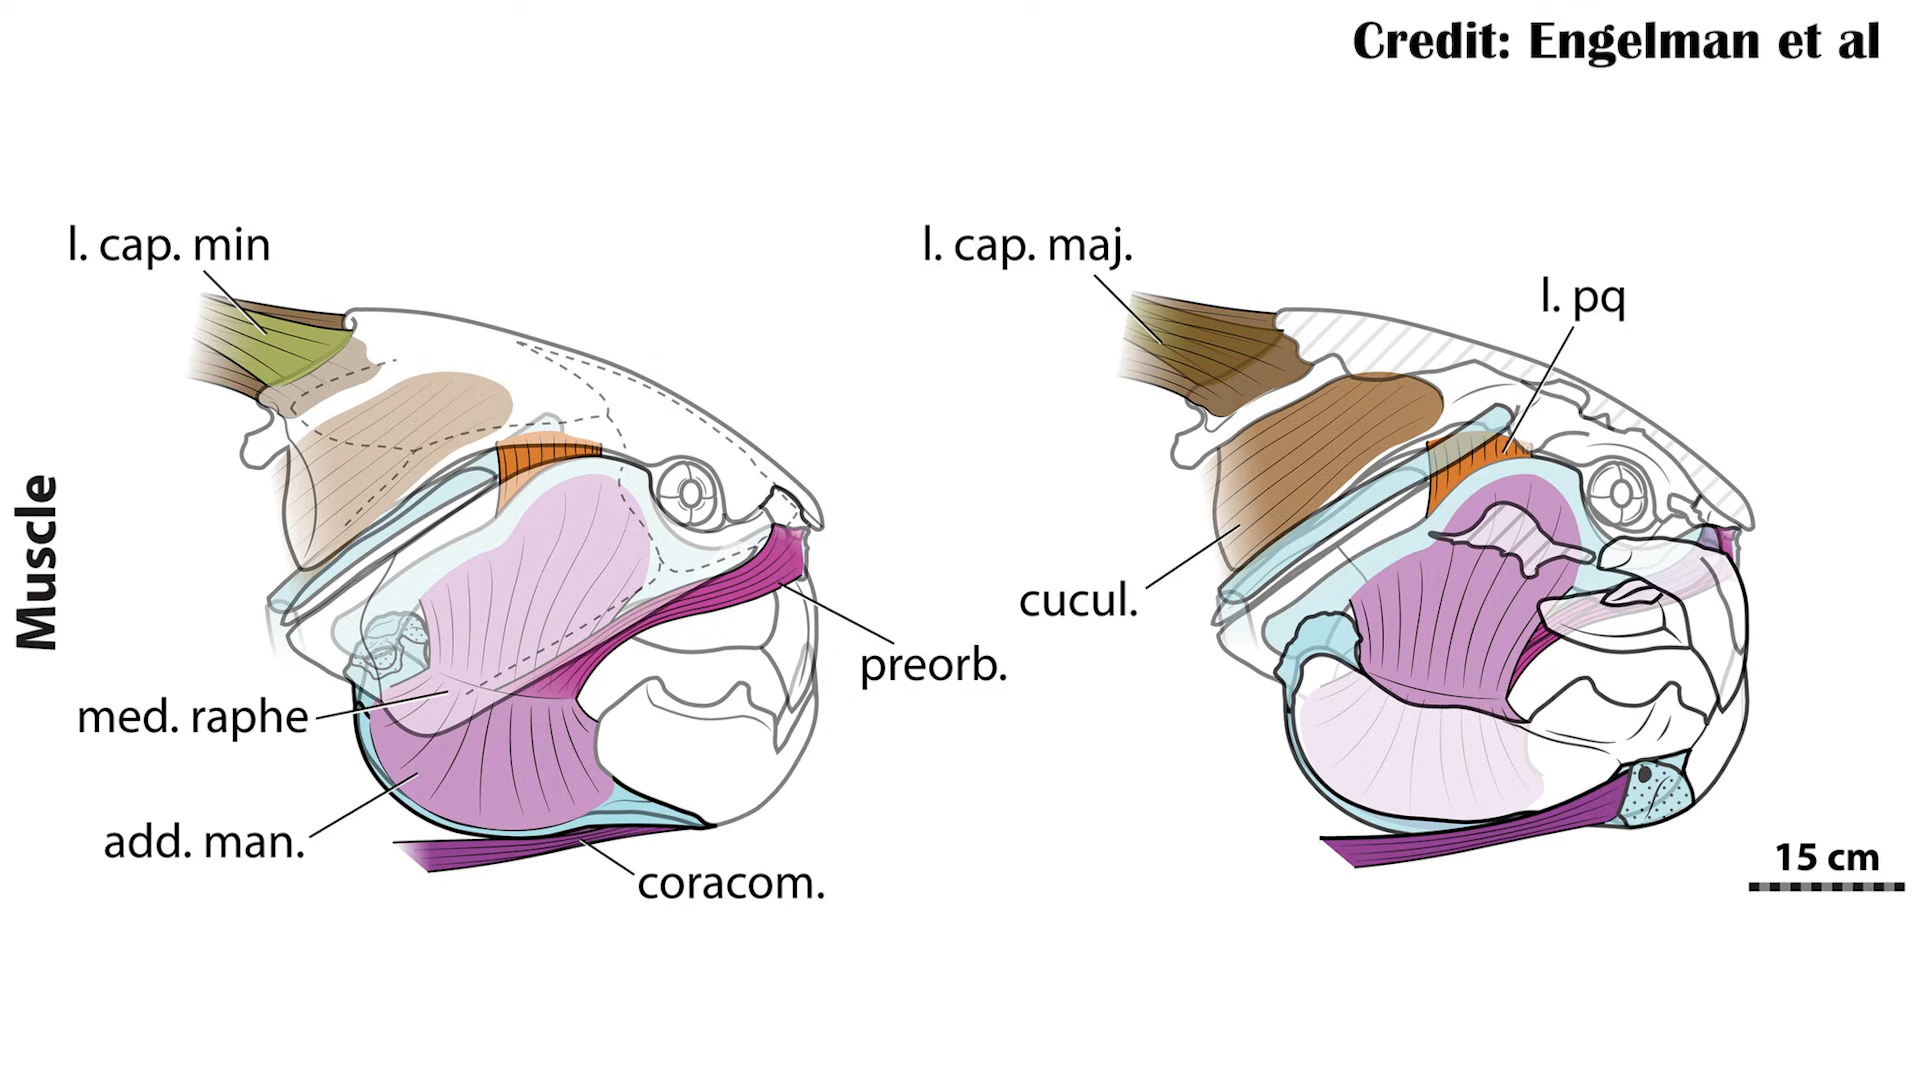 Credit: Engelman et al
l. cap. min
l. cap. maj.
l. pq
Muscle
cucul.
preorb.
med. raphe
add. man.
coracom.
15 cm